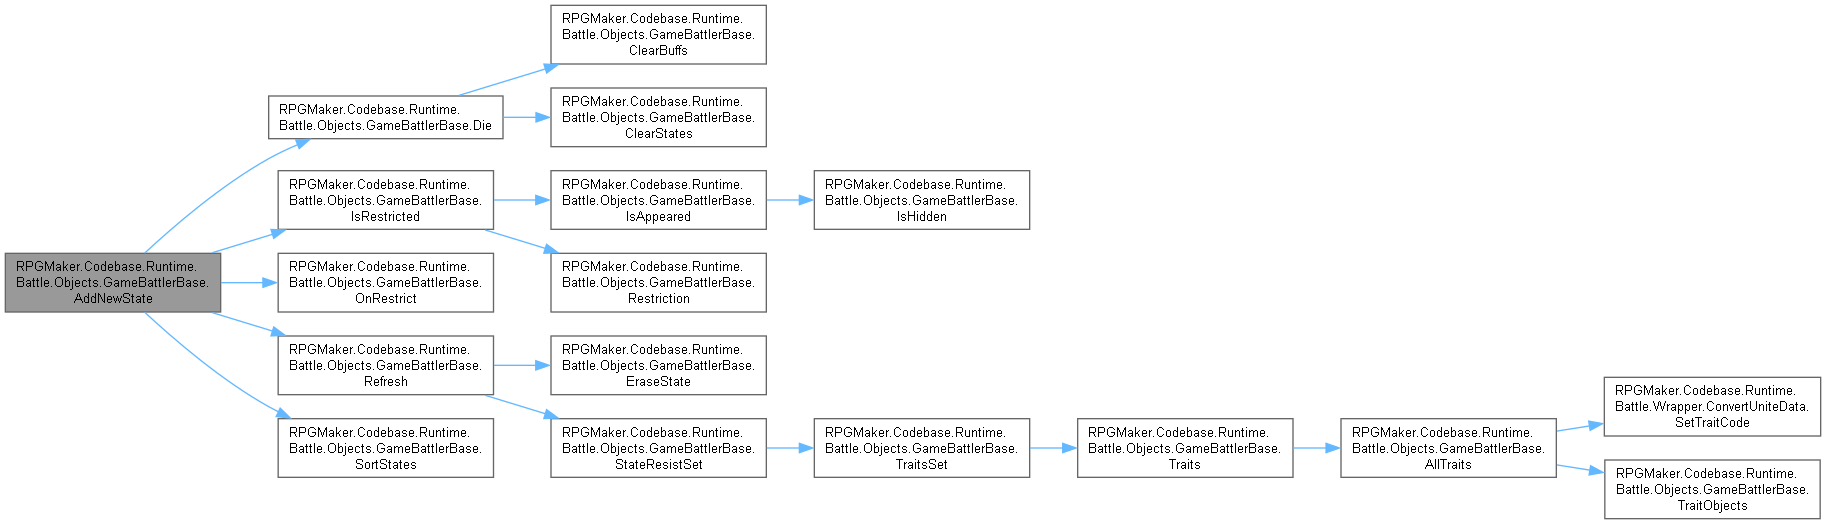 RPGMaker.Codebase.Runtime.
Battle.Objects.GameBattlerBase.
AddNewState
RPGMaker.Codebase.Runtime.
Battle.Objects.GameBattlerBase.Die
RPGMaker.Codebase.Runtime.
Battle.Objects.GameBattlerBase.
ClearBuffs
RPGMaker.Codebase.Runtime.
Battle.Objects.GameBattlerBase.
ClearStates
RPGMaker.Codebase.Runtime.
Battle.Objects.GameBattlerBase.
IsRestricted
RPGMaker.Codebase.Runtime.
Battle.Objects.GameBattlerBase.
IsAppeared
RPGMaker.Codebase.Runtime.
Battle.Objects.GameBattlerBase.
IsHidden
RPGMaker.Codebase.Runtime.
Battle.Objects.GameBattlerBase.
Restriction
RPGMaker.Codebase.Runtime.
Battle.Objects.GameBattlerBase.
OnRestrict
RPGMaker.Codebase.Runtime.
Battle.Objects.GameBattlerBase.
Refresh
RPGMaker.Codebase.Runtime.
Battle.Objects.GameBattlerBase.
EraseState
RPGMaker.Codebase.Runtime.
Battle.Objects.GameBattlerBase.
StateResistSet
RPGMaker.Codebase.Runtime.
Battle.Objects.GameBattlerBase.
TraitsSet
RPGMaker.Codebase.Runtime.
Battle.Objects.GameBattlerBase.
Traits
RPGMaker.Codebase.Runtime.
Battle.Objects.GameBattlerBase.
AllTraits
RPGMaker.Codebase.Runtime.
Battle.Wrapper.ConvertUniteData.
SetTraitCode
RPGMaker.Codebase.Runtime.
Battle.Objects.GameBattlerBase.
TraitObjects
RPGMaker.Codebase.Runtime.
Battle.Objects.GameBattlerBase.
SortStates